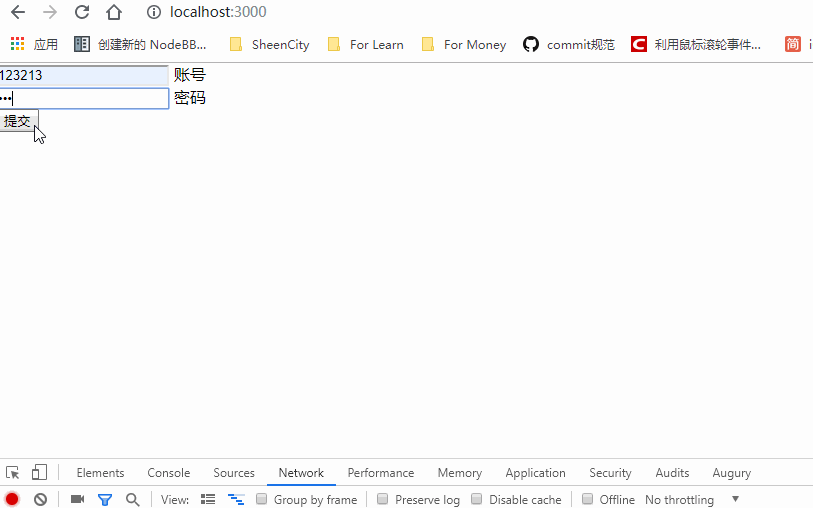 localhost:3000
应用 创建新的 NodeBB... SheenCity For Learn For Money commit规范 利用鼠标滚轮事件... 简 i
123213 账号
••• 密码
提交
Elements Console Sources Network Performance Memory Application Security Audits Augury
View: Group by frame Preserve log Disable cache Offline No throttling